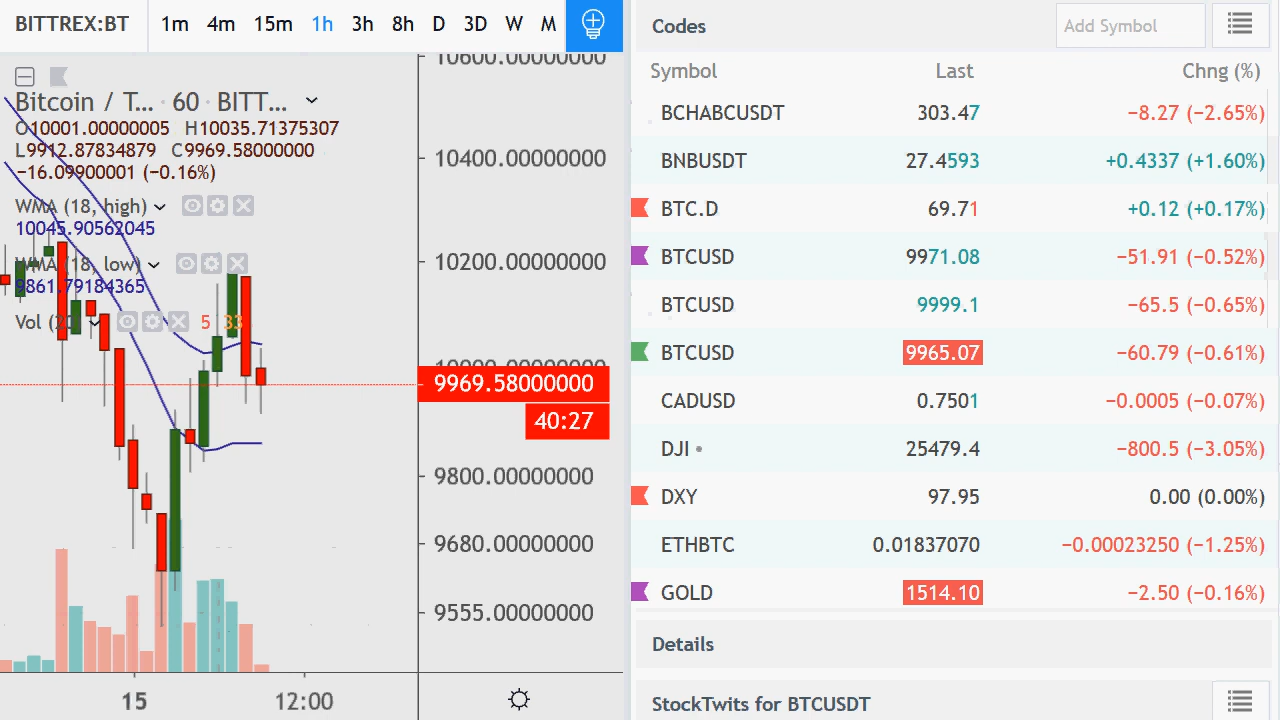 BITTREX:BT 1m 4m 15m 1h 3h 8h D 3D W M
10600.00000000
Bitcoin / T... · 60 · BITT...
O10001.00000005 H10035.71375307
L9912.87834879 C9969.58000000
−16.09900001 (−0.16%)
WMA (18, high)
10045.90562045
WMA (18, low)
9861.79184365
Vol (20) 5 33
10400.00000000
10200.00000000
10000.00000000
9969.58000000
40:27
9800.00000000
9680.00000000
9555.00000000
15 12:00
Codes Add Symbol
Symbol Last Chng (%)
BCHABCUSDT 303.47 −8.27 (−2.65%)
BNBUSDT 27.4593 +0.4337 (+1.60%)
BTC.D 69.71 +0.12 (+0.17%)
BTCUSD 9971.08 −51.91 (−0.52%)
BTCUSD 9999.1 −65.5 (−0.65%)
BTCUSD 9965.07 −60.79 (−0.61%)
CADUSD 0.7501 −0.0005 (−0.07%)
DJI 25479.4 −800.5 (−3.05%)
DXY 97.95 0.00 (0.00%)
ETHBTC 0.01837070 −0.00023250 (−1.25%)
GOLD 1514.10 −2.50 (−0.16%)
Details
StockTwits for BTCUSDT